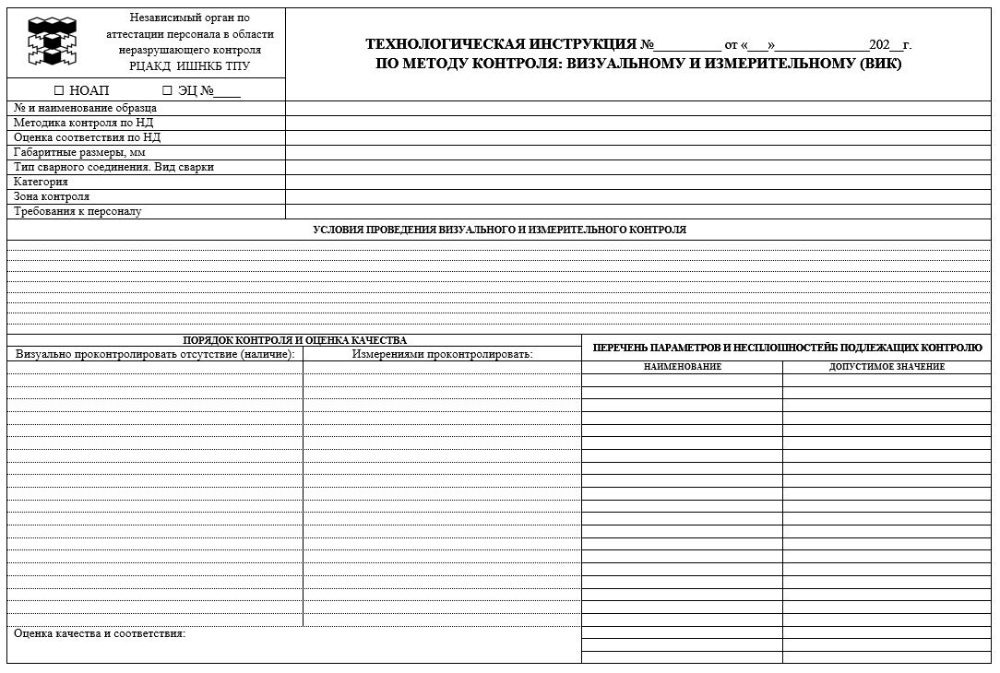 Независимый орган по
аттестации персонала в области
неразрушающего контроля
РЦАКД ИШНКБ ТПУ
☐ НОАП ☐ ЭЦ №____
ТЕХНОЛОГИЧЕСКАЯ ИНСТРУКЦИЯ №__________ от «___»______________202__г.
ПО МЕТОДУ КОНТРОЛЯ: ВИЗУАЛЬНОМУ И ИЗМЕРИТЕЛЬНОМУ (ВИК)
№ и наименование образца
Методика контроля по НД
Оценка соответствия по НД
Габаритные размеры, мм
Тип сварного соединения. Вид сварки
Категория
Зона контроля
Требования к персоналу
УСЛОВИЯ ПРОВЕДЕНИЯ ВИЗУАЛЬНОГО И ИЗМЕРИТЕЛЬНОГО КОНТРОЛЯ
ПОРЯДОК КОНТРОЛЯ И ОЦЕНКА КАЧЕСТВА
Визуально проконтролировать отсутствие (наличие):
Измерениями проконтролировать:
ПЕРЕЧЕНЬ ПАРАМЕТРОВ И НЕСПЛОШНОСТЕЙБ ПОДЛЕЖАЩИХ КОНТРОЛЮ
НАИМЕНОВАНИЕ
ДОПУСТИМОЕ ЗНАЧЕНИЕ
Оценка качества и соответствия: